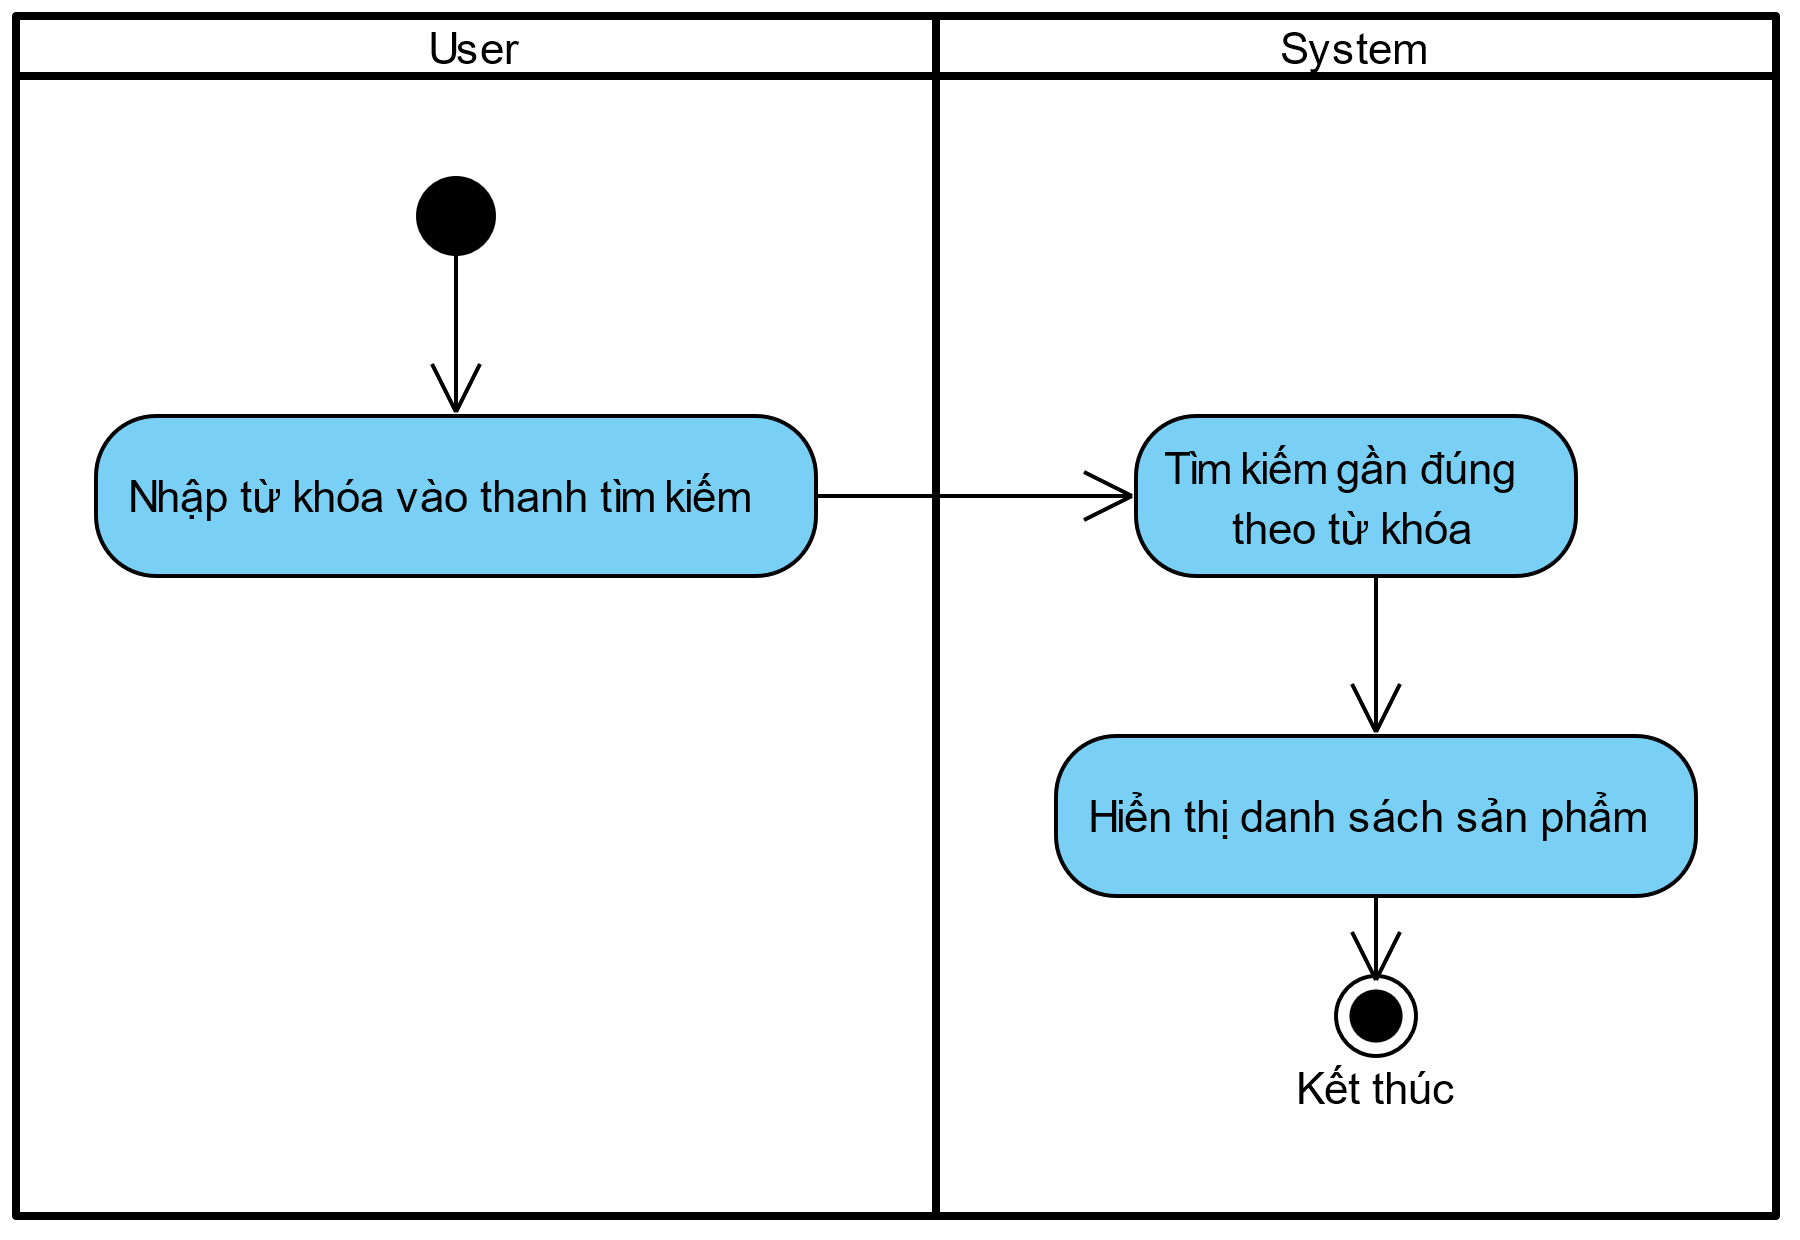 User
System
Nhập từ khóa vào thanh tìm kiếm
Tìm kiếm gần đúng
theo từ khóa
Hiển thị danh sách sản phẩm
Kết thúc